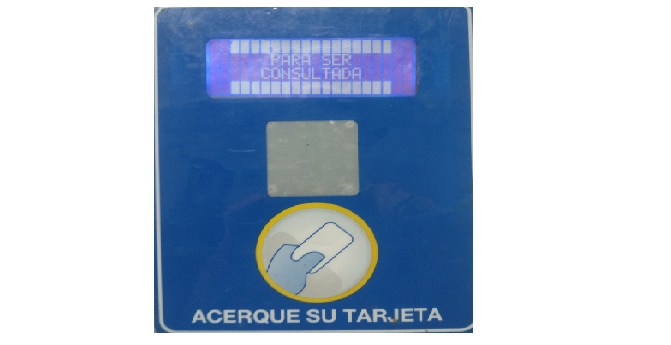 PARA SER
CONSULTADA
ACERQUE SU TARJETA